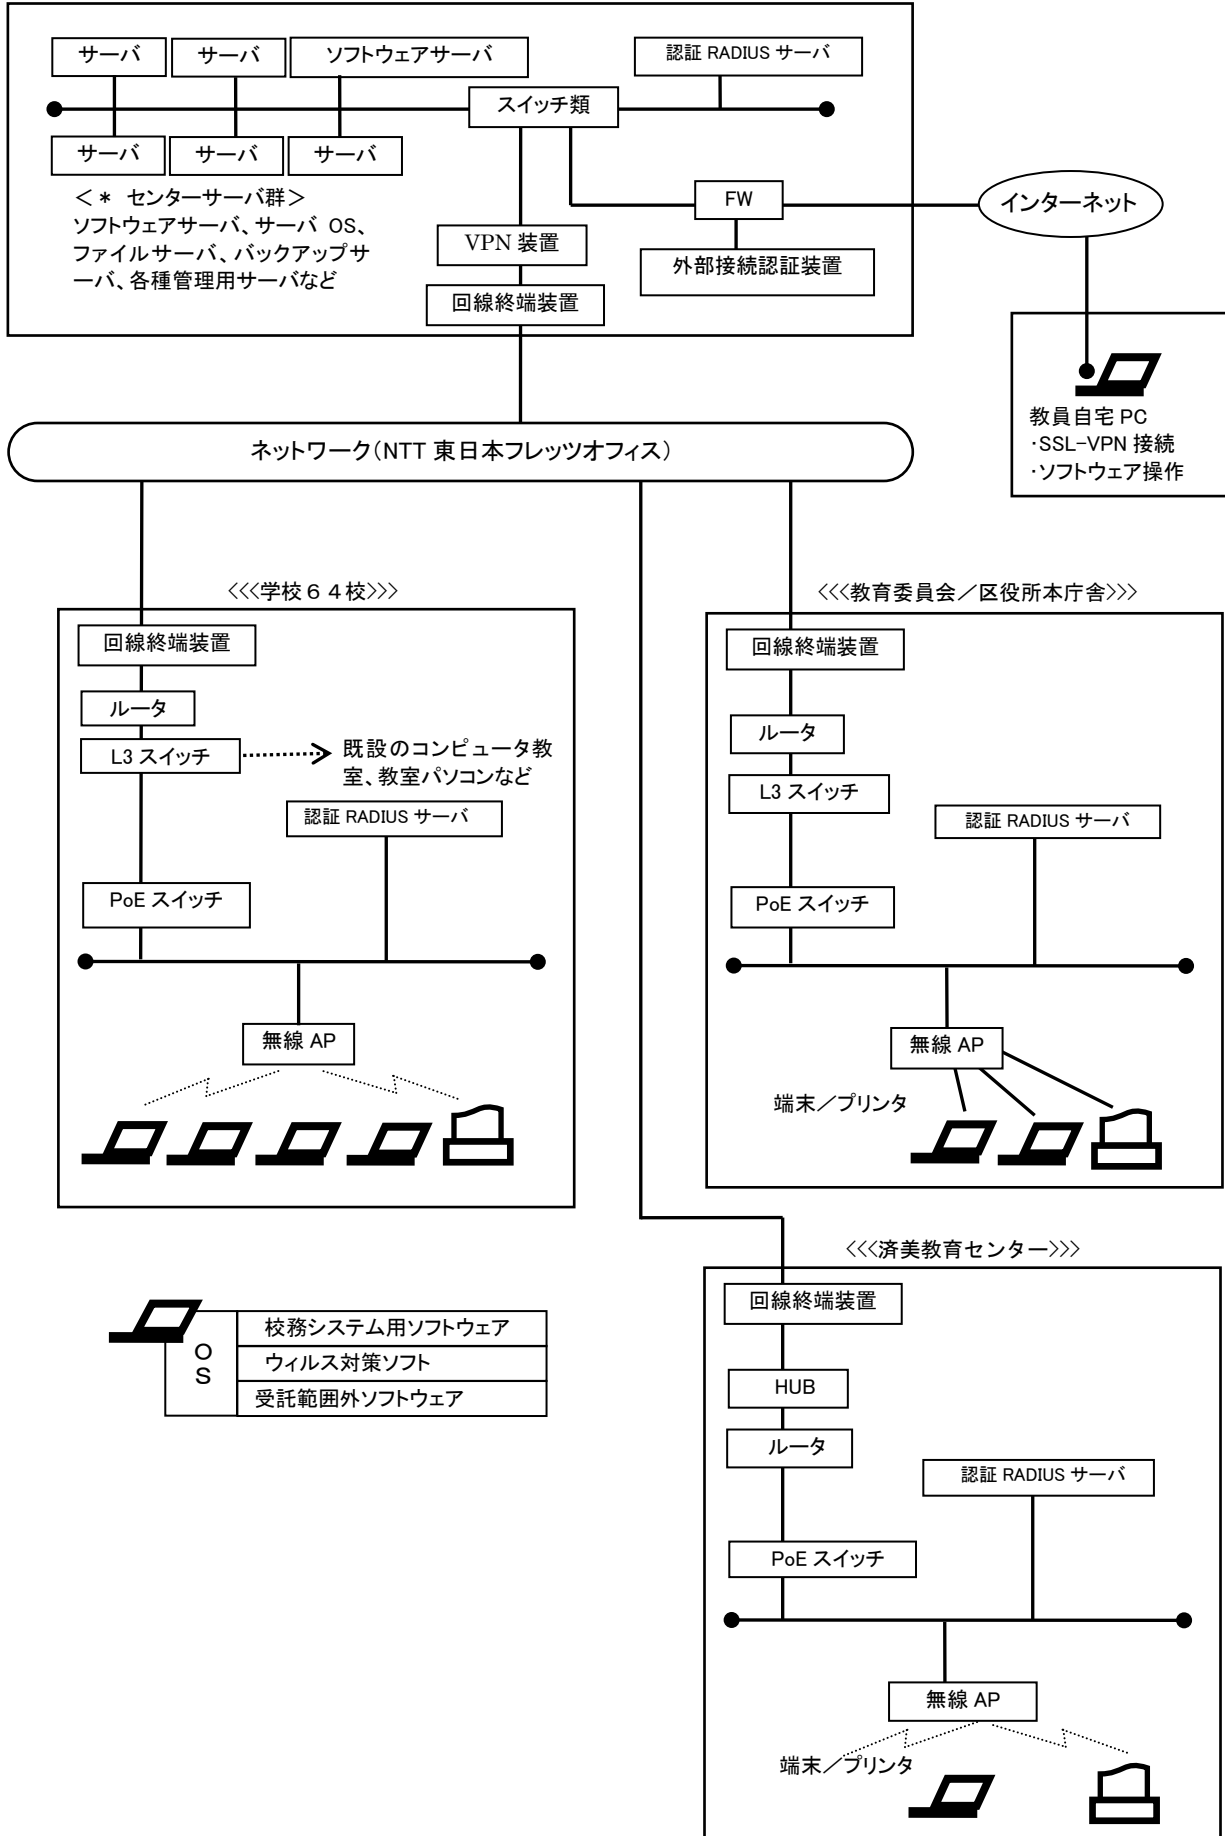 サーバ
サーバ
ソフトウェアサーバ
認証 RADIUS サーバ
スイッチ類
サーバ
サーバ
サーバ
＜＊ センターサーバ群＞
ソフトウェアサーバ、サーバ OS、
ファイルサーバ、バックアップサ
ーバ、各種管理用サーバなど
FW
インターネット
VPN 装置
外部接続認証装置
回線終端装置
教員自宅 PC
・SSL-VPN 接続
・ソフトウェア操作
ネットワーク（NTT 東日本フレッツオフィス）
<<<学校６４校>>>
回線終端装置
ルータ
L3 スイッチ
既設のコンピュータ教
室、教室パソコンなど
認証 RADIUS サーバ
PoE スイッチ
無線 AP
<<<教育委員会／区役所本庁舎>>>
回線終端装置
ルータ
L3 スイッチ
認証 RADIUS サーバ
PoE スイッチ
無線 AP
端末／プリンタ
<<<済美教育センター>>>
回線終端装置
HUB
ルータ
認証 RADIUS サーバ
PoE スイッチ
無線 AP
端末／プリンタ
O
S
校務システム用ソフトウェア
ウィルス対策ソフト
受託範囲外ソフトウェア